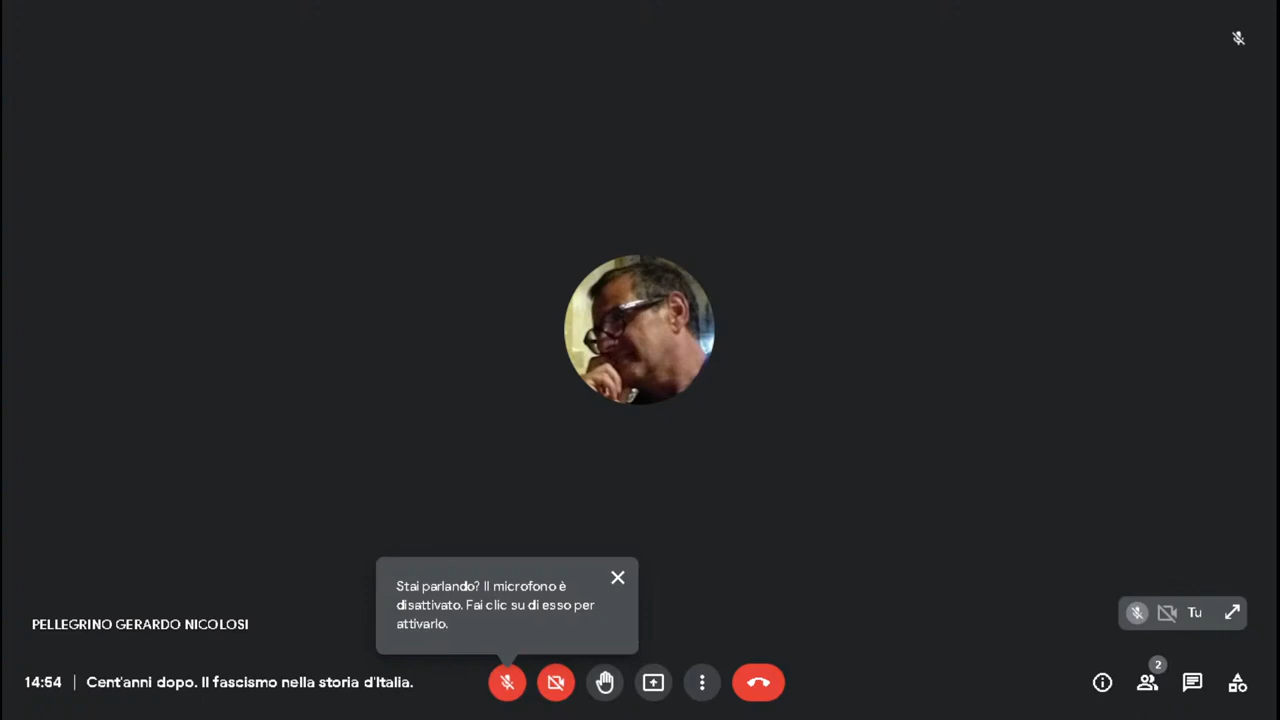 Stai parlando? Il microfono è
disattivato. Fai clic su di esso per
attivarlo.
PELLEGRINO GERARDO NICOLOSI
Tu
2
14:54 | Cent'anni dopo. Il fascismo nella storia d'Italia.